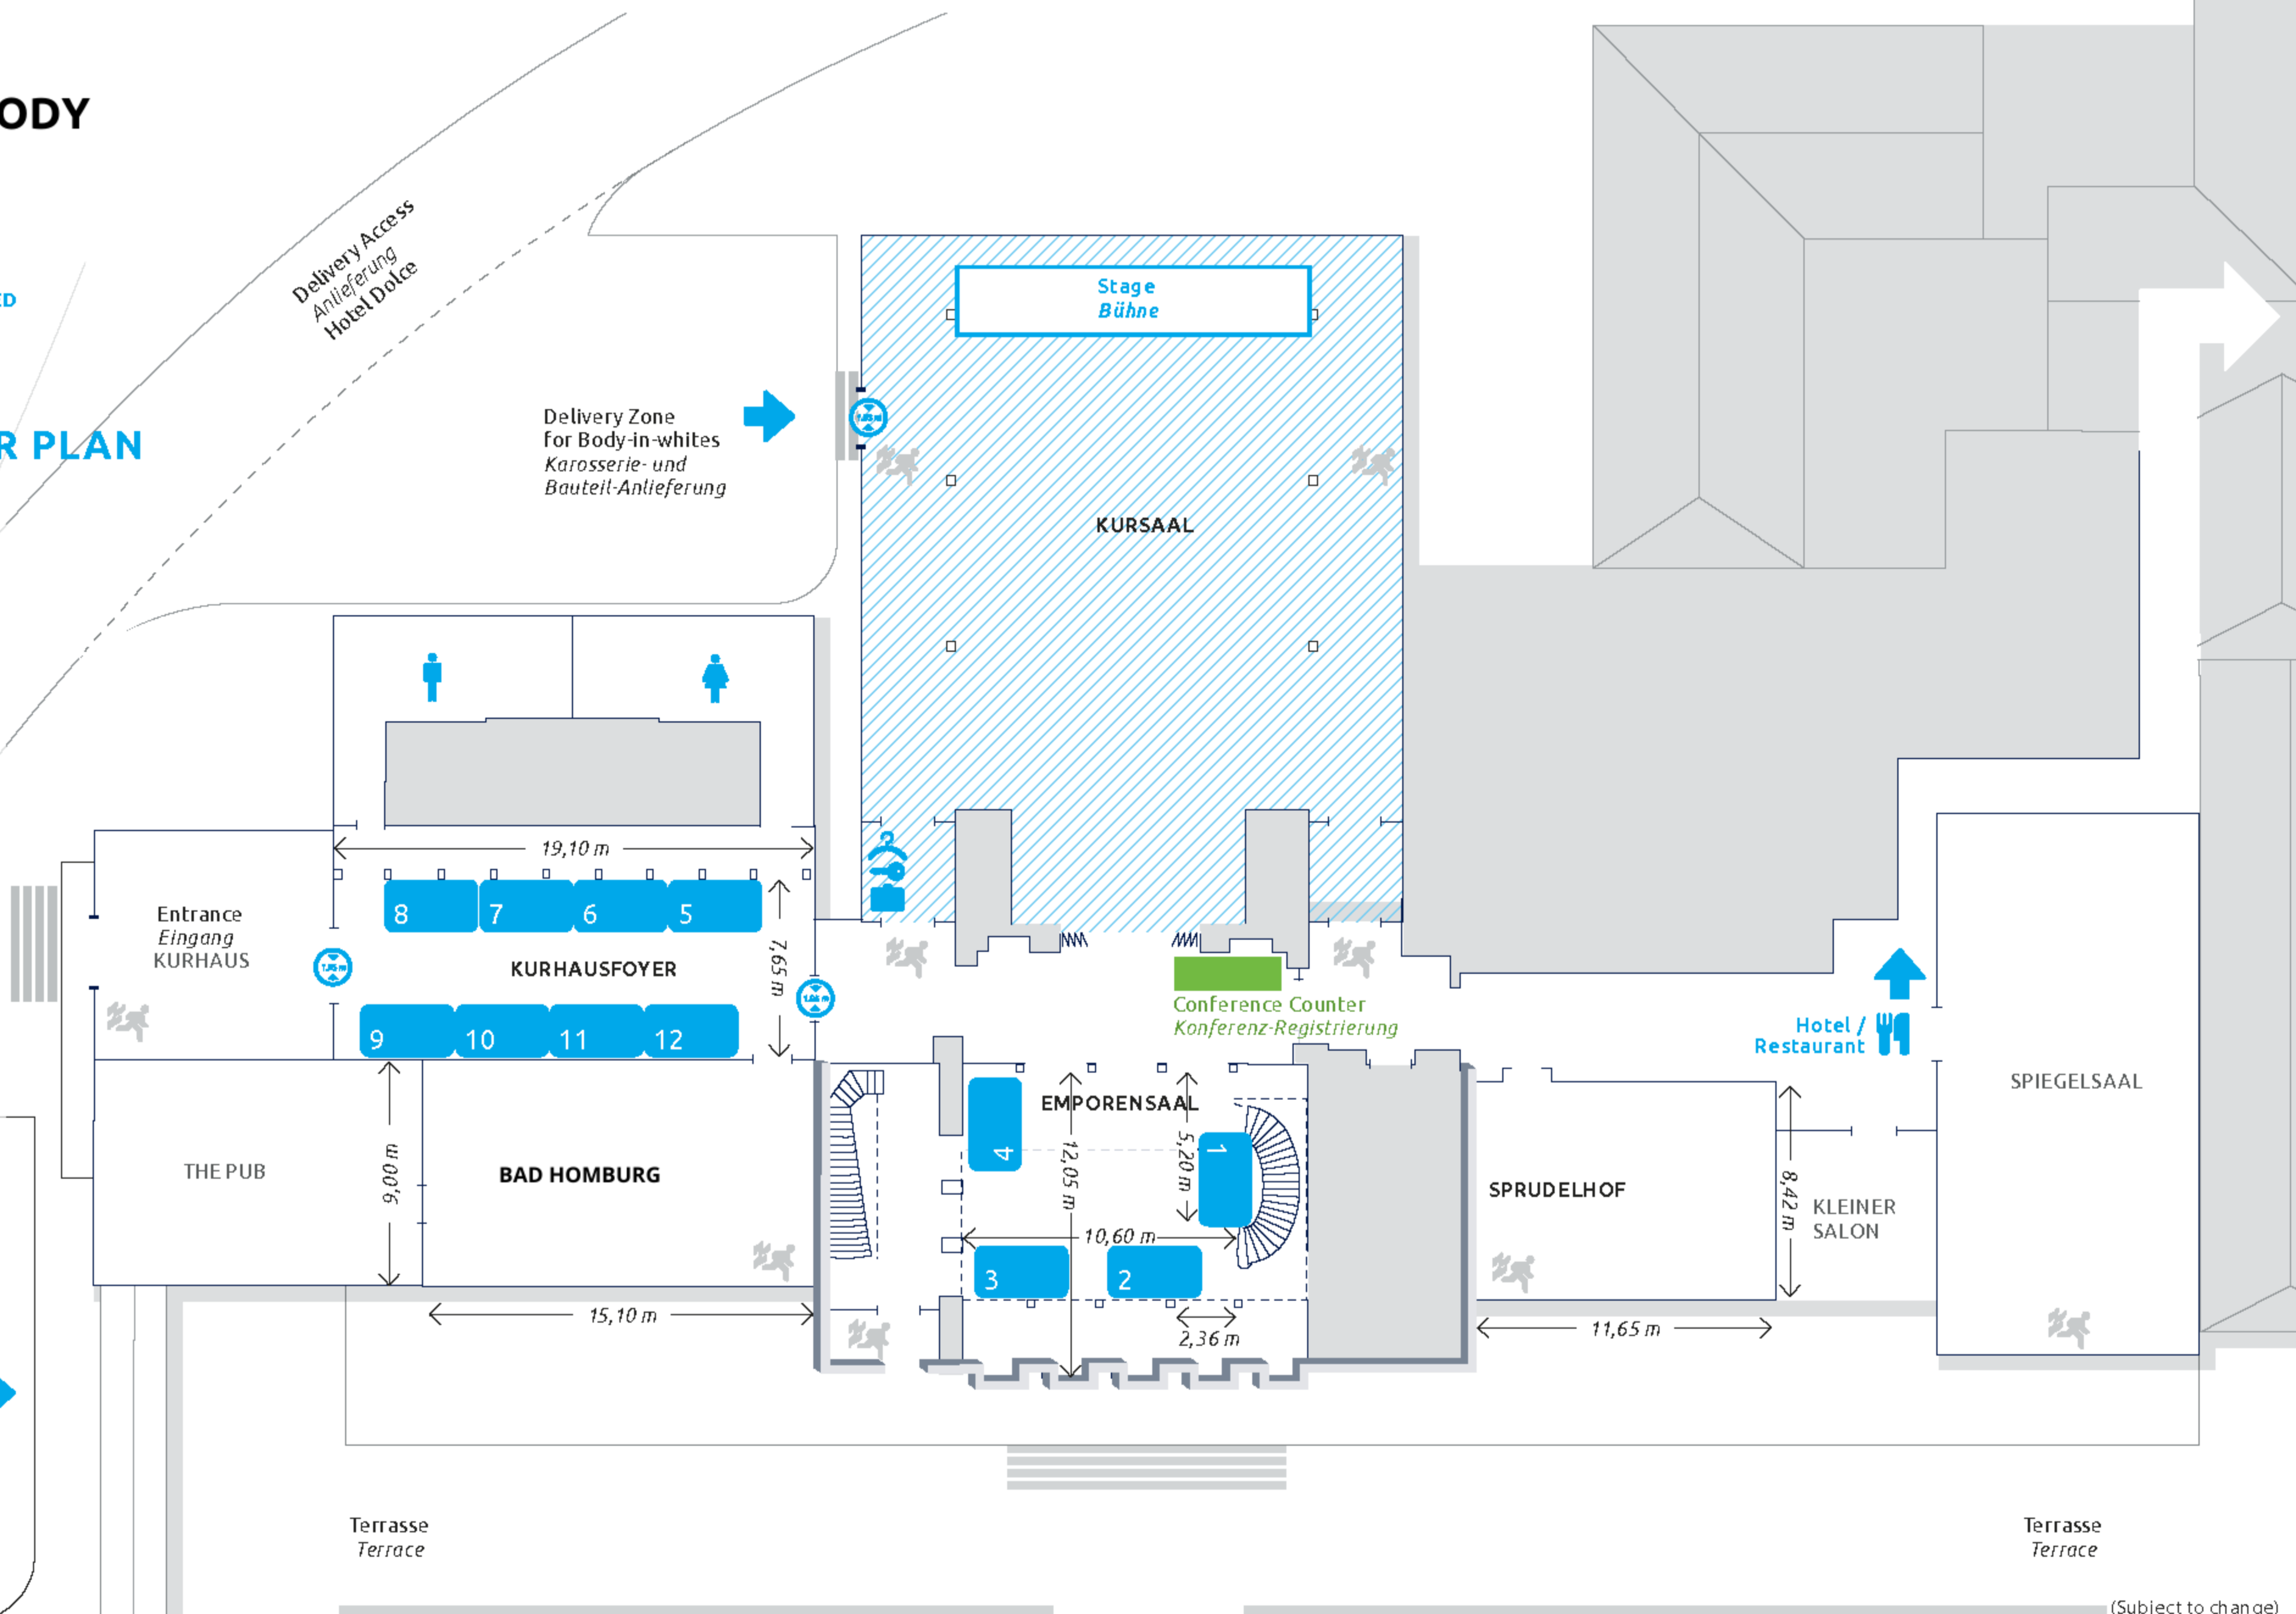 ODY
ED
R PLAN
Delivery Access
Anlieferung
Hotel Dolce
Stage
Bühne
Delivery Zone
for Body-in-whites
Karosserie- und
Bauteil-Anlieferung
KURSAAL
19,10 m
8
7
6
5
7,65 m
Entrance
Eingang
KURHAUS
KURHAUSFOYER
9
10
11
12
Conference Counter
Konferenz-Registrierung
Hotel /
Restaurant
SPIEGELSAAL
EMPORENSAAL
4
1
12,05 m
5,20 m
10,60 m
3
2
2,36 m
THE PUB
9,00 m
BAD HOMBURG
15,10 m
SPRUDELHOF
8,42 m
KLEINER
SALON
11,65 m
Terrasse
Terrace
Terrasse
Terrace
(Subject to change)